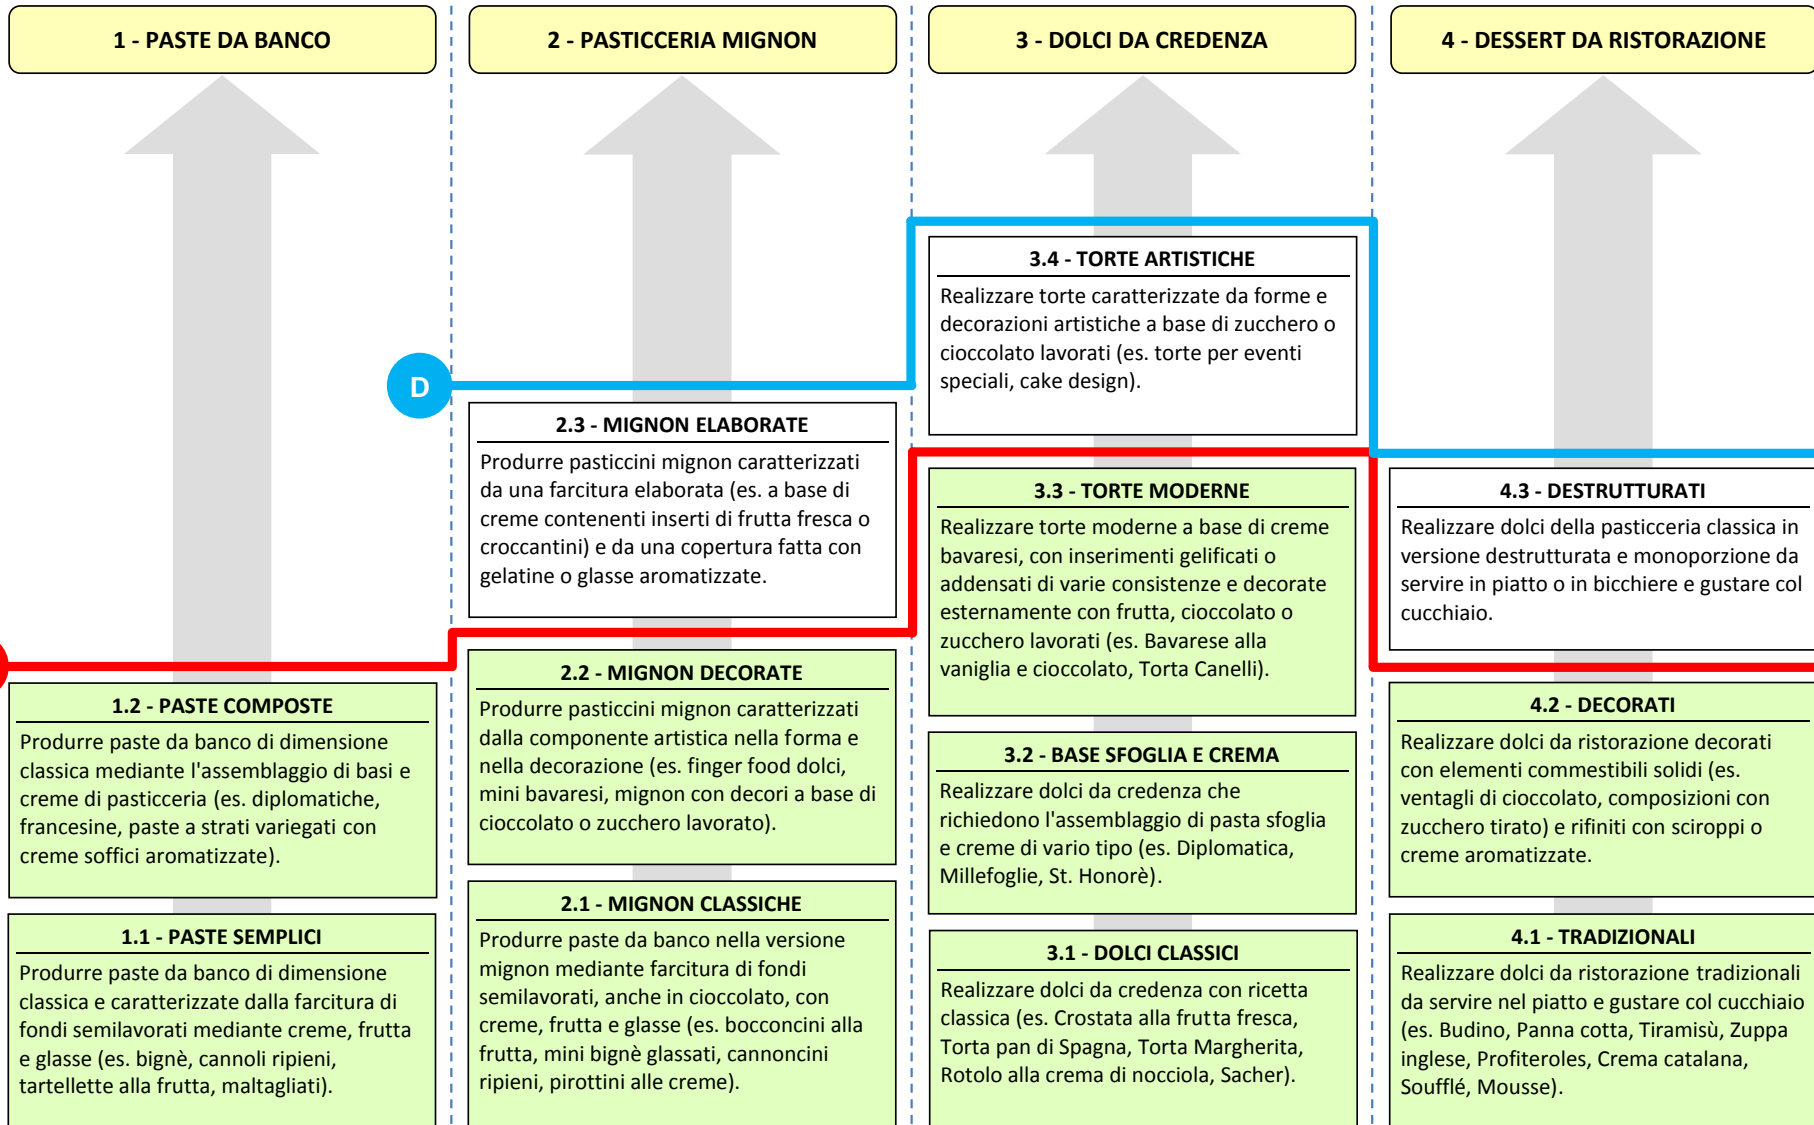 1 - PASTE DA BANCO
2 - PASTICCERIA MIGNON
3 - DOLCI DA CREDENZA
4 - DESSERT DA RISTORAZIONE
3.4 - TORTE ARTISTICHE
Realizzare torte caratterizzate da forme e
decorazioni artistiche a base di zucchero o
cioccolato lavorati (es. torte per eventi
speciali, cake design).
D
2.3 - MIGNON ELABORATE
Produrre pasticcini mignon caratterizzati
da una farcitura elaborata (es. a base di
creme contenenti inserti di frutta fresca o
croccantini) e da una copertura fatta con
gelatine o glasse aromatizzate.
3.3 - TORTE MODERNE
Realizzare torte moderne a base di creme
bavaresi, con inserimenti gelificati o
addensati di varie consistenze e decorate
esternamente con frutta, cioccolato o
zucchero lavorati (es. Bavarese alla
vaniglia e cioccolato, Torta Canelli).
4.3 - DESTRUTTURATI
Realizzare dolci della pasticceria classica in
versione destrutturata e monoporzione da
servire in piatto o in bicchiere e gustare col
cucchiaio.
1.2 - PASTE COMPOSTE
Produrre paste da banco di dimensione
classica mediante l'assemblaggio di basi e
creme di pasticceria (es. diplomatiche,
francesine, paste a strati variegati con
creme soffici aromatizzate).
2.2 - MIGNON DECORATE
Produrre pasticcini mignon caratterizzati
dalla componente artistica nella forma e
nella decorazione (es. finger food dolci,
mini bavaresi, mignon con decori a base di
cioccolato o zucchero lavorato).
3.2 - BASE SFOGLIA E CREMA
Realizzare dolci da credenza che
richiedono l'assemblaggio di pasta sfoglia
e creme di vario tipo (es. Diplomatica,
Millefoglie, St. Honorè).
4.2 - DECORATI
Realizzare dolci da ristorazione decorati
con elementi commestibili solidi (es.
ventagli di cioccolato, composizioni con
zucchero tirato) e rifiniti con sciroppi o
creme aromatizzate.
1.1 - PASTE SEMPLICI
Produrre paste da banco di dimensione
classica e caratterizzate dalla farcitura di
fondi semilavorati mediante creme, frutta
e glasse (es. bignè, cannoli ripieni,
tartellette alla frutta, maltagliati).
2.1 - MIGNON CLASSICHE
Produrre paste da banco nella versione
mignon mediante farcitura di fondi
semilavorati, anche in cioccolato, con
creme, frutta e glasse (es. bocconcini alla
frutta, mini bignè glassati, cannoncini
ripieni, pirottini alle creme).
3.1 - DOLCI CLASSICI
Realizzare dolci da credenza con ricetta
classica (es. Crostata alla frutta fresca,
Torta pan di Spagna, Torta Margherita,
Rotolo alla crema di nocciola, Sacher).
4.1 - TRADIZIONALI
Realizzare dolci da ristorazione tradizionali
da servire nel piatto e gustare col cucchiaio
(es. Budino, Panna cotta, Tiramisù, Zuppa
inglese, Profiteroles, Crema catalana,
Soufflé, Mousse).